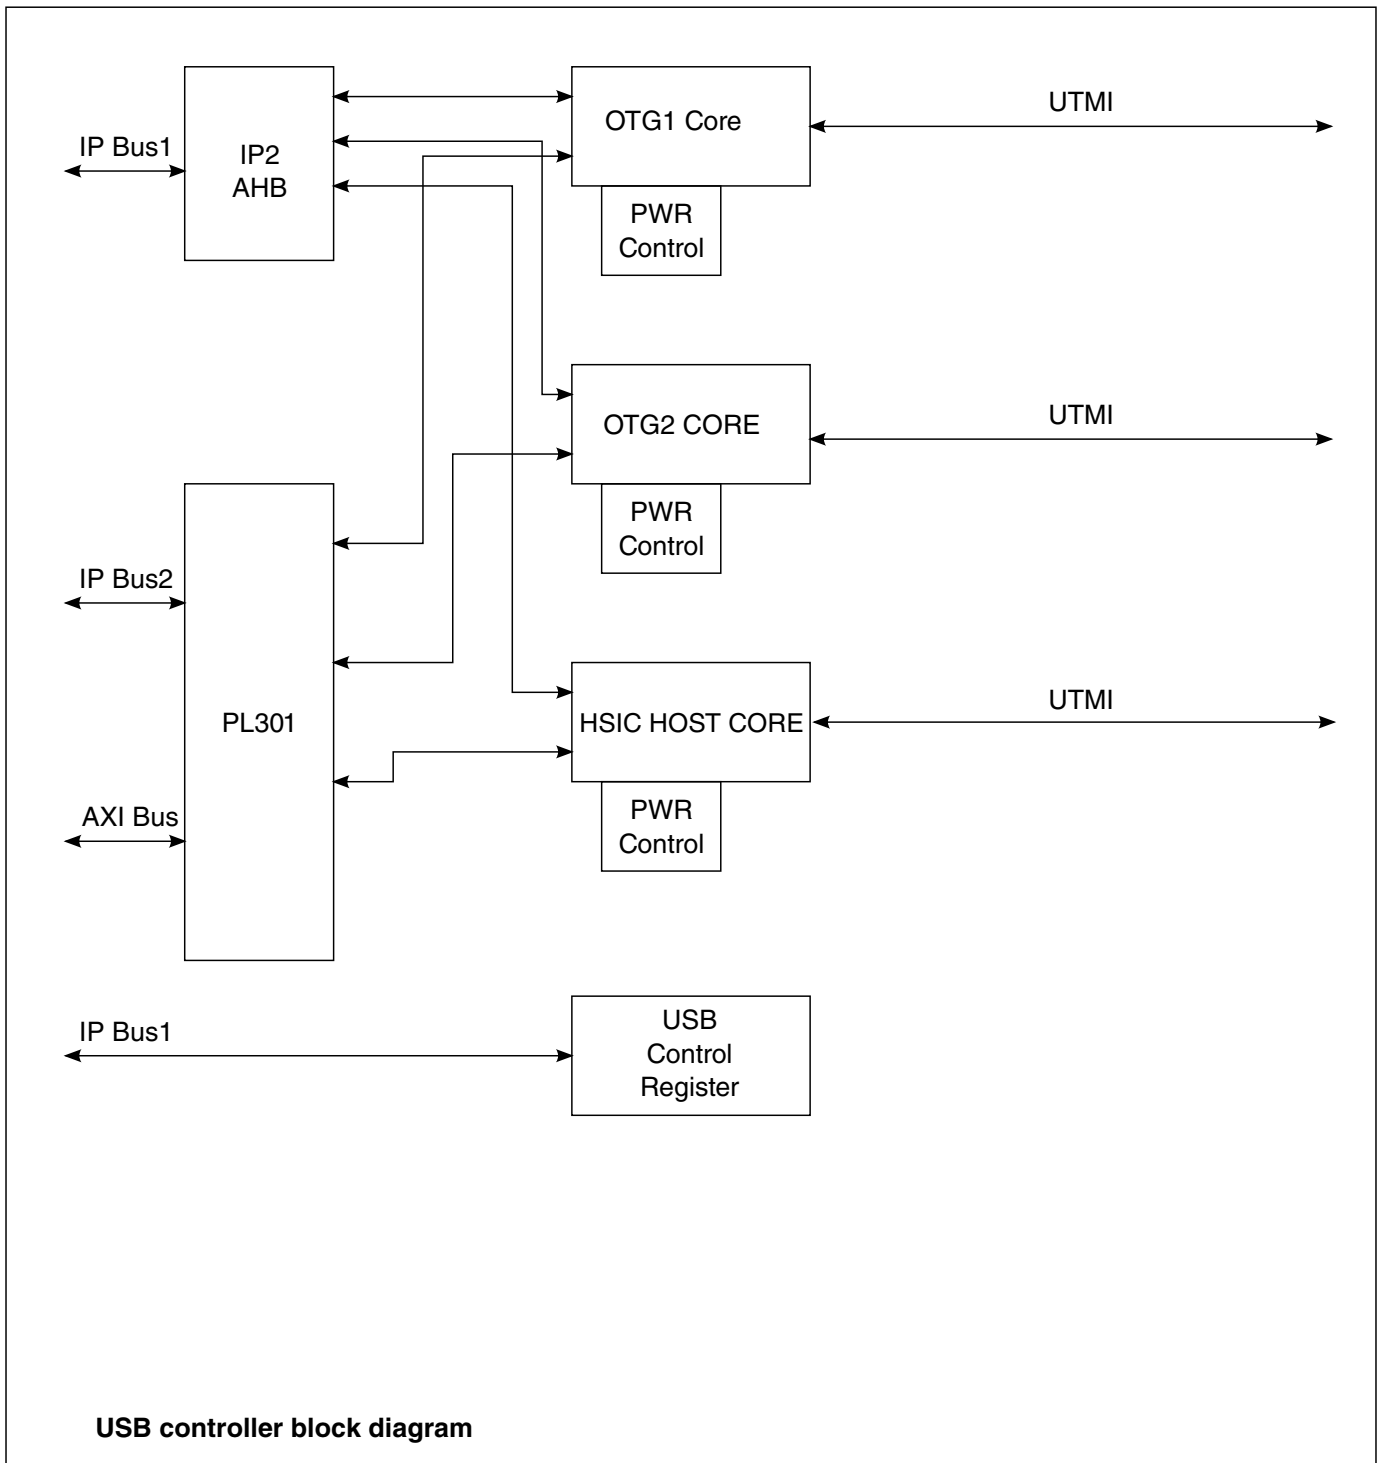 IP Bus1
IP2
AHB
OTG1 Core
PWR
Control
UTMI
OTG2 CORE
PWR
Control
UTMI
IP Bus2
AXI Bus
PL301
HSIC HOST CORE
PWR
Control
UTMI
IP Bus1
USB
Control
Register
USB controller block diagram